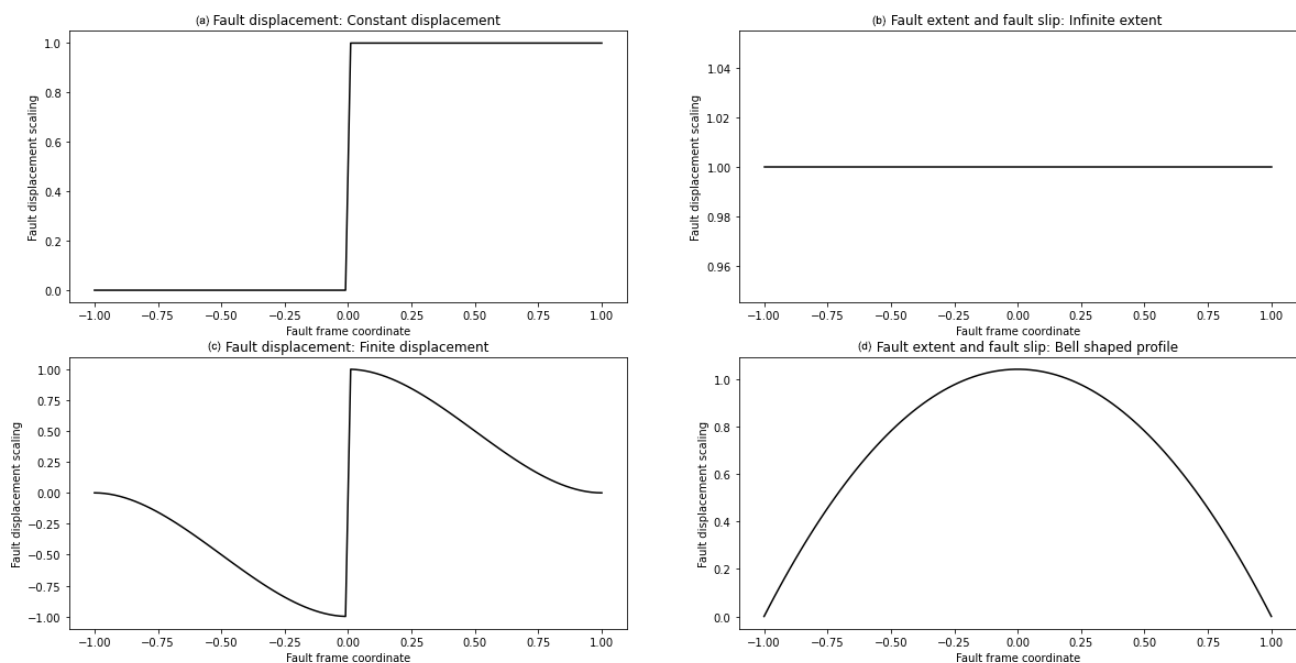 (a) Fault displacement: Constant displacement
Fault displacement scaling
1.0
0.8
0.6
0.4
0.2
0.0
−1.00 −0.75 −0.50 −0.25 0.00 0.25 0.50 0.75 1.00
Fault frame coordinate
(b) Fault extent and fault slip: Infinite extent
Fault displacement scaling
1.04
1.02
1.00
0.98
0.96
−1.00 −0.75 −0.50 −0.25 0.00 0.25 0.50 0.75 1.00
Fault frame coordinate
(c) Fault displacement: Finite displacement
Fault displacement scaling
1.00
0.75
0.50
0.25
0.00
−0.25
−0.50
−0.75
−1.00
−1.00 −0.75 −0.50 −0.25 0.00 0.25 0.50 0.75 1.00
Fault frame coordinate
(d) Fault extent and fault slip: Bell shaped profile
Fault displacement scaling
1.0
0.8
0.6
0.4
0.2
0.0
−1.00 −0.75 −0.50 −0.25 0.00 0.25 0.50 0.75 1.00
Fault frame coordinate